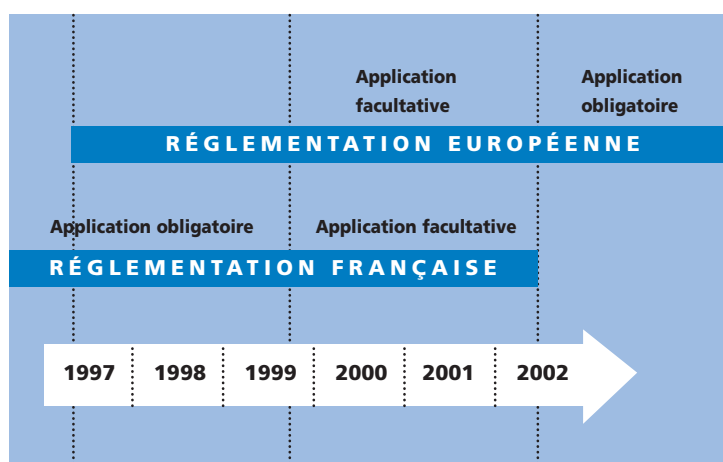 Application
facultative
Application
obligatoire
RÉGLEMENTATION EUROPÉENNE
Application obligatoire
Application facultative
RÉGLEMENTATION FRANÇAISE
1997 1998 1999 2000 2001 2002